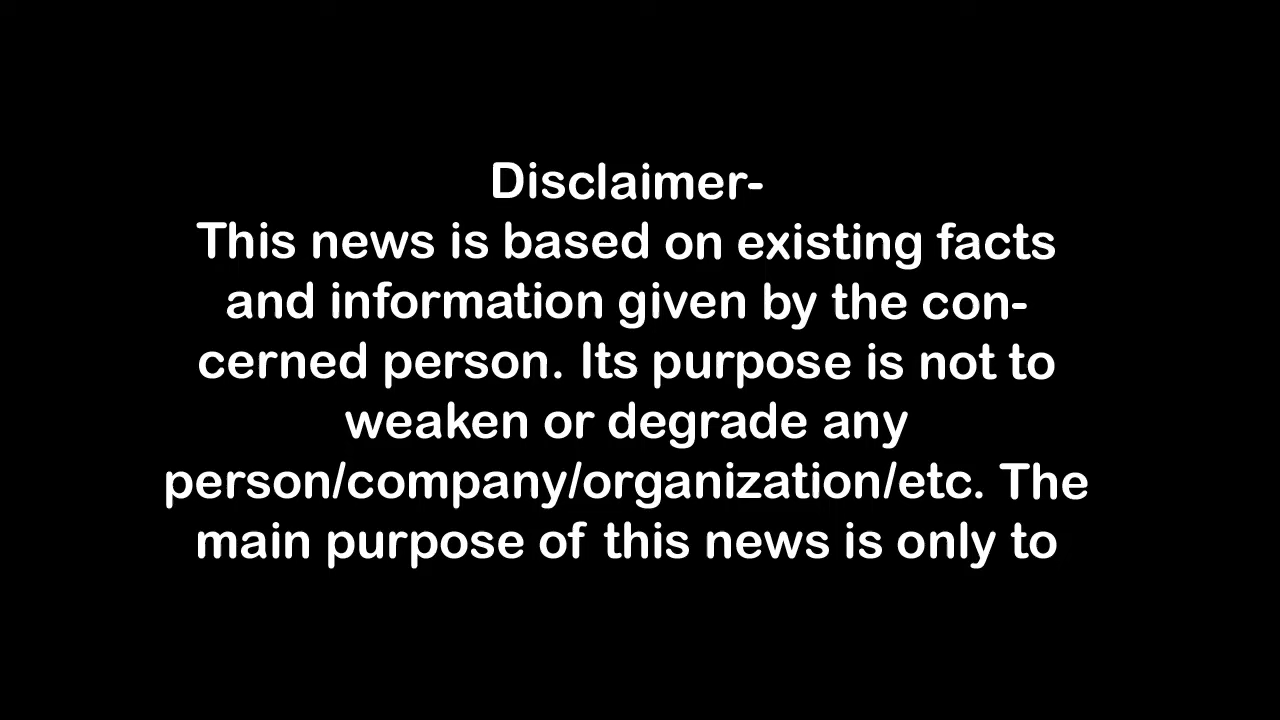 Disclaimer-
This news is based on existing facts
and information given by the con-
cerned person. Its purpose is not to
weaken or degrade any
person/company/organization/etc. The
main purpose of this news is only to